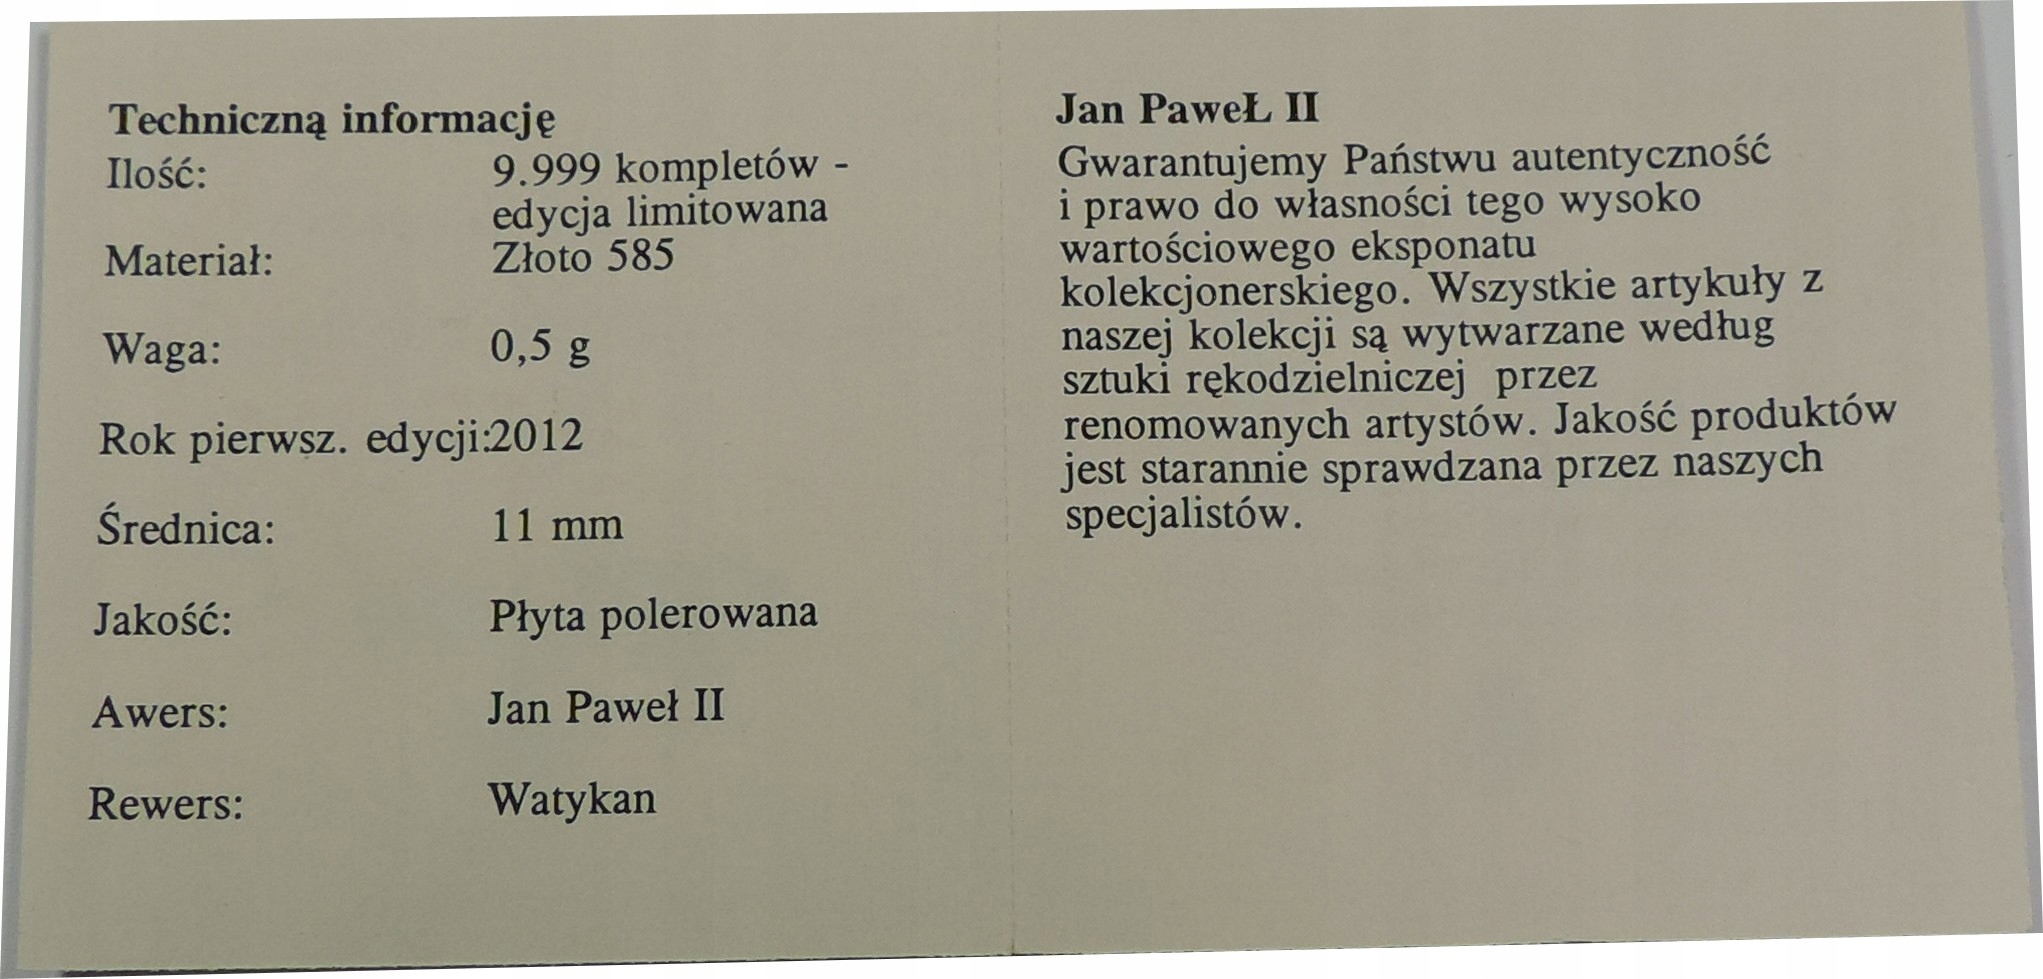 Techniczną informację
Ilość: 9.999 kompletów -
edycja limitowana
Materiał: Złoto 585
Waga: 0,5 g
Rok pierwsz. edycji:2012
Średnica: 11 mm
Jakość: Płyta polerowana
Awers: Jan Paweł II
Rewers: Watykan
Jan PaweŁ II
Gwarantujemy Państwu autentyczność
i prawo do własności tego wysoko
wartościowego eksponatu
kolekcjonerskiego. Wszystkie artykuły z
naszej kolekcji są wytwarzane według
sztuki rękodzielniczej przez
renomowanych artystów. Jakość produktów
jest starannie sprawdzana przez naszych
specjalistów.